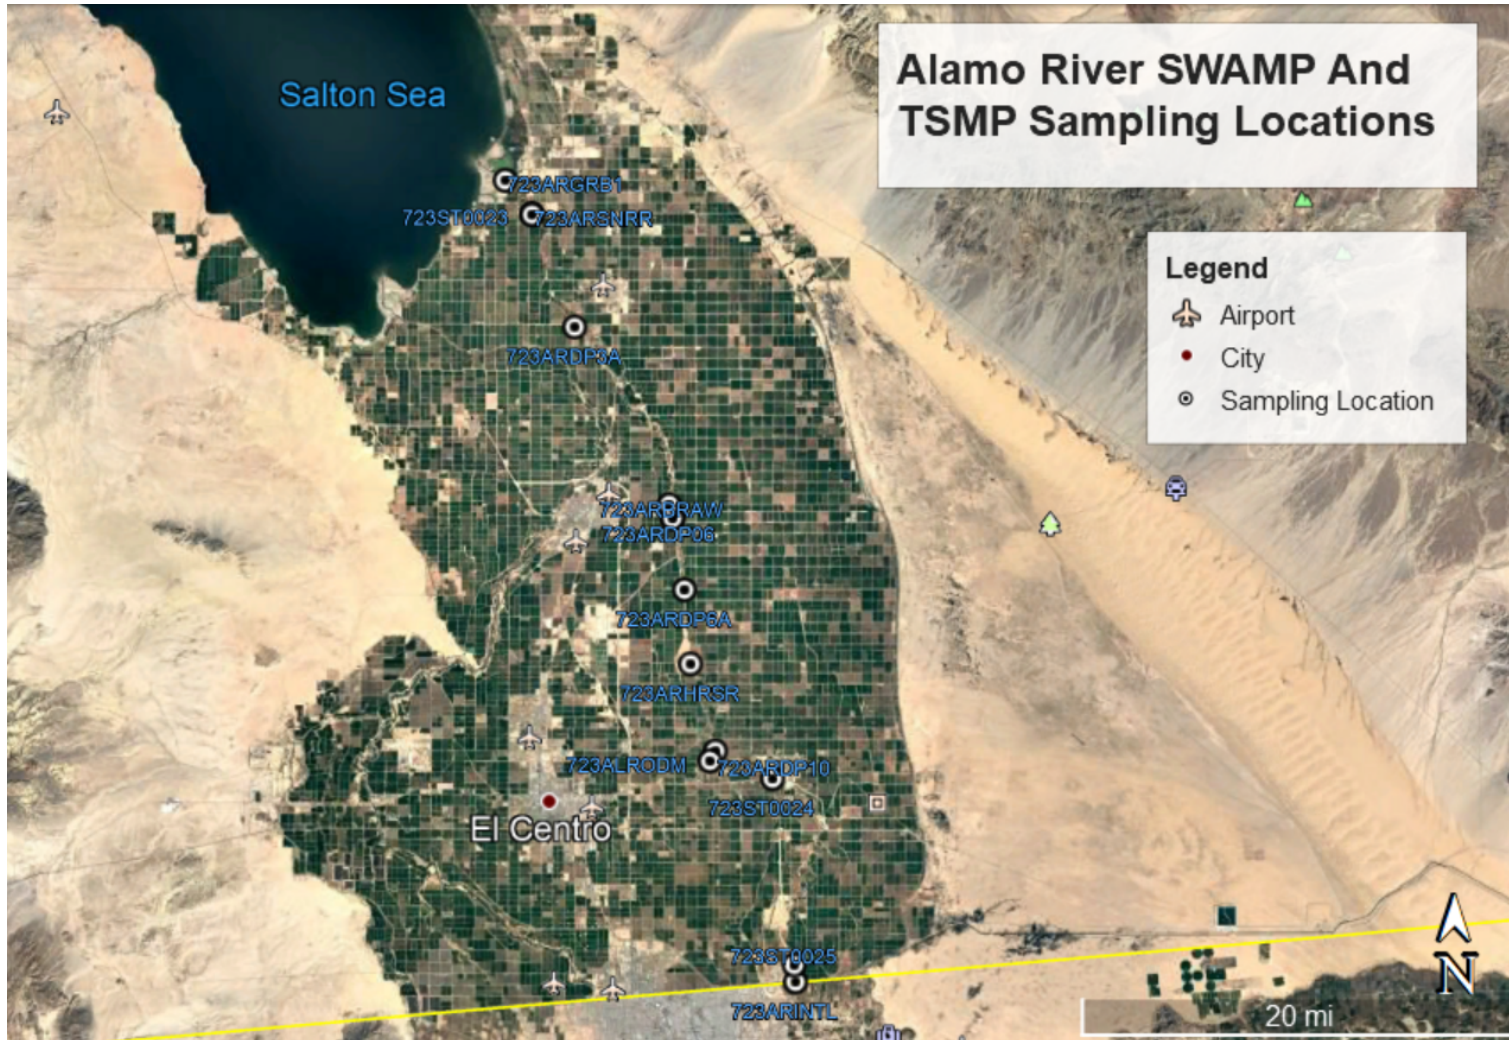 Alamo River SWAMP And
TSMP Sampling Locations
Salton Sea
723ARGRB1
723ST0023
723ARSNRR
Legend
Airport
City
Sampling Location
723ARDP3A
723ARBRAW
723ARDP06
723ARDP6A
723ARHRSR
723ALRODM
723ARDP10
723ST0024
El Centro
723ST0025
723ARINTL
N
20 mi